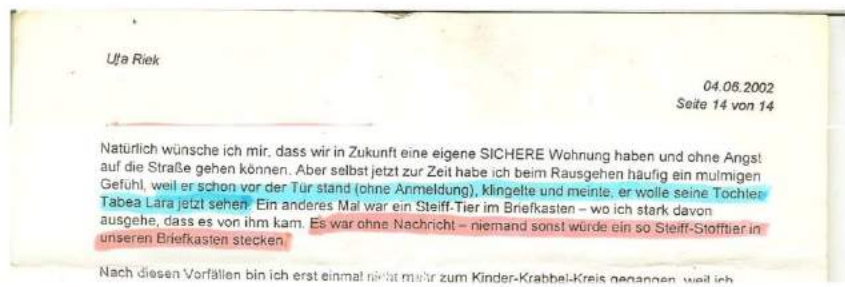 Uta Riek
04.06.2002
Seite 14 von 14
Natürlich wünsche ich mir, dass wir in Zukunft eine eigene SICHERE Wohnung haben und ohne Angst
auf die Straße gehen können. Aber selbst jetzt zur Zeit habe ich beim Rausgehen häufig ein mulmigen
Gefühl, weil er schon vor der Tür stand (ohne Anmeldung), klingelte und meinte, er wolle seine Tochter
Tabea Lara jetzt sehen. Ein anderes Mal war ein Steiff-Tier im Briefkasten – wo ich stark davon
ausgehe, dass es von ihm kam. Es war ohne Nachricht – niemand sonst würde ein so Steiff-Stofftier in
unseren Briefkasten stecken.
Nach diesen Vorfällen bin ich erst einmal nicht mehr zum Kinder-Krabbel-Kreis gegangen, weil ich